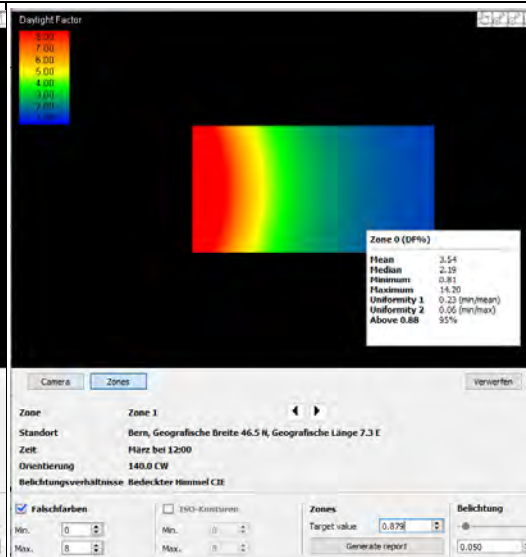 Daylight Factor
8.00
7.00
6.00
5.00
4.00
3.00
2.00
Zone 0 (DF%)
Mean 3.54
Median 2.19
Minimum 0.81
Maximum 14.20
Uniformity 1 0.23 (min/mean)
Uniformity 2 0.06 (min/max)
Above 0.88 95%
Camera Zones Verwerfen
Zone Zone 1
Standort Bern, Geografische Breite 46.5 N, Geografische Länge 7.3 E
Zeit März bei 12:00
Orientierung 140.0 CW
Belichtungsverhältnisse Bedeckter Himmel CIE
Falschfarben ISO-Konturen Zones Belichtung
Min. 0 Min. 0 Target value 0.879
Max. 8 Max. 8 Generate report 0.050